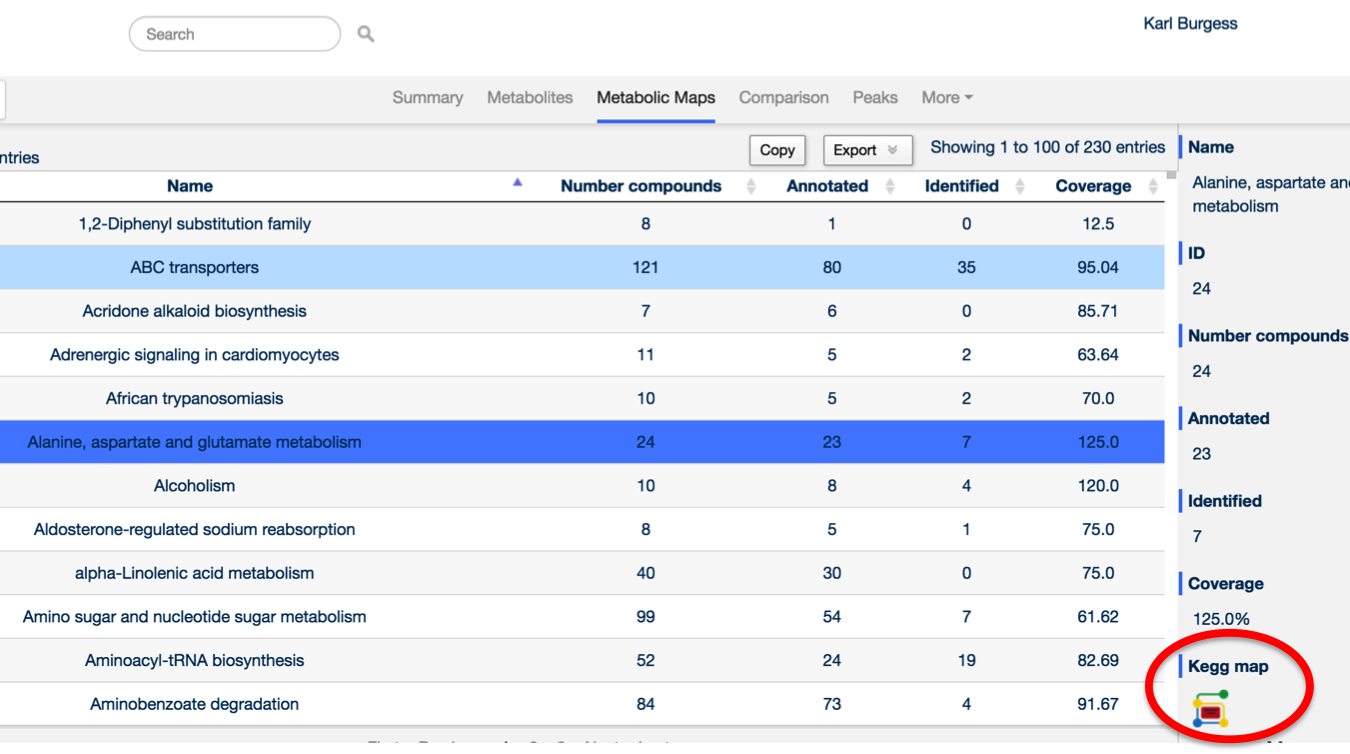 Search
Karl Burgess
Summary Metabolites Metabolic Maps Comparison Peaks More
ntries
Copy Export Showing 1 to 100 of 230 entries
Name Number compounds Annotated Identified Coverage
1,2-Diphenyl substitution family 8 1 0 12.5
ABC transporters 121 80 35 95.04
Acridone alkaloid biosynthesis 7 6 0 85.71
Adrenergic signaling in cardiomyocytes 11 5 2 63.64
African trypanosomiasis 10 5 2 70.0
Alanine, aspartate and glutamate metabolism 24 23 7 125.0
Alcoholism 10 8 4 120.0
Aldosterone-regulated sodium reabsorption 8 5 1 75.0
alpha-Linolenic acid metabolism 40 30 0 75.0
Amino sugar and nucleotide sugar metabolism 99 54 7 61.62
Aminoacyl-tRNA biosynthesis 52 24 19 82.69
Aminobenzoate degradation 84 73 4 91.67
Name
Alanine, aspartate an
metabolism
ID
24
Number compounds
24
Annotated
23
Identified
7
Coverage
125.0%
Kegg map